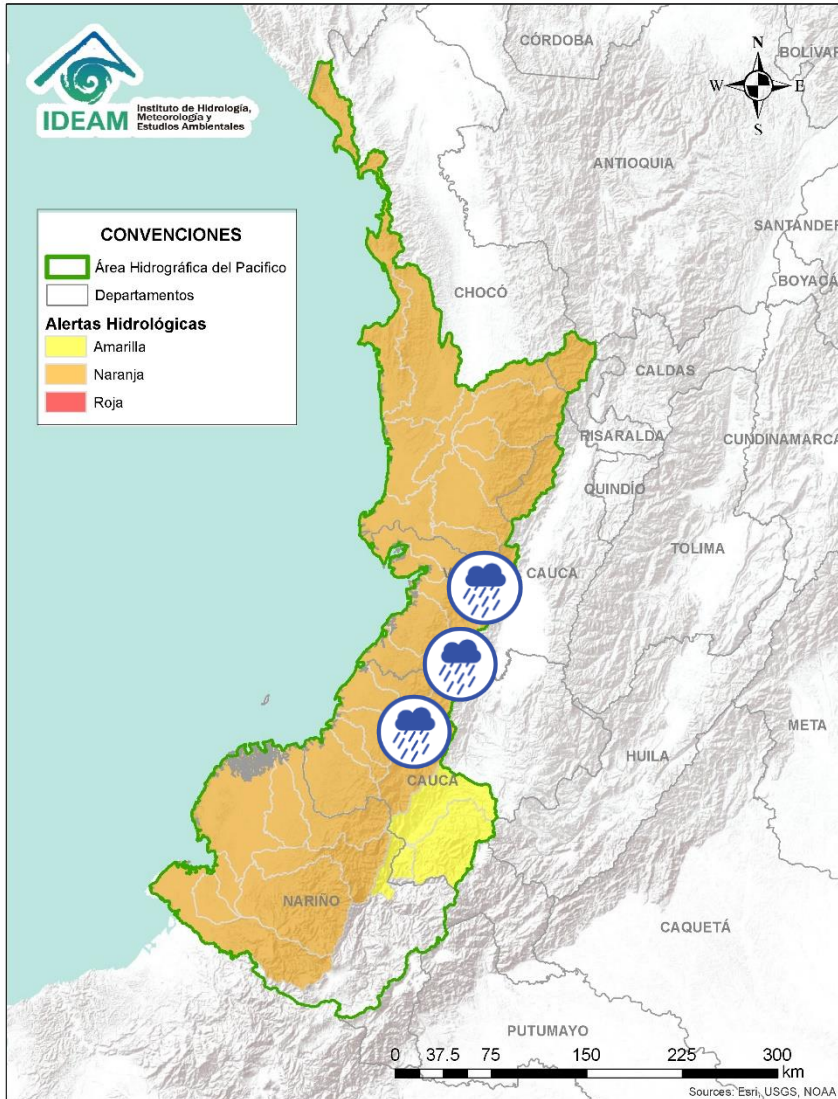 IDEAM
Instituto de Hidrología,
Meteorología y
Estudios Ambientales
CÓRDOBA
BOLÍVAR
N
W
E
S
ANTIOQUIA
SANTANDER
BOYACÁ
CONVENCIONES
Área Hidrográfica del Pacifico
Departamentos
Alertas Hidrológicas
Amarilla
Naranja
Roja
CHOCÓ
CALDAS
RISARALDA
CUNDINAMARCA
QUINDÍO
TOLIMA
CAUCA
META
HUILA
CAUCA
NARIÑO
CAQUETÁ
PUTUMAYO
0 37.5 75 150 225 300
km
Sources: Esri, USGS, NOAA